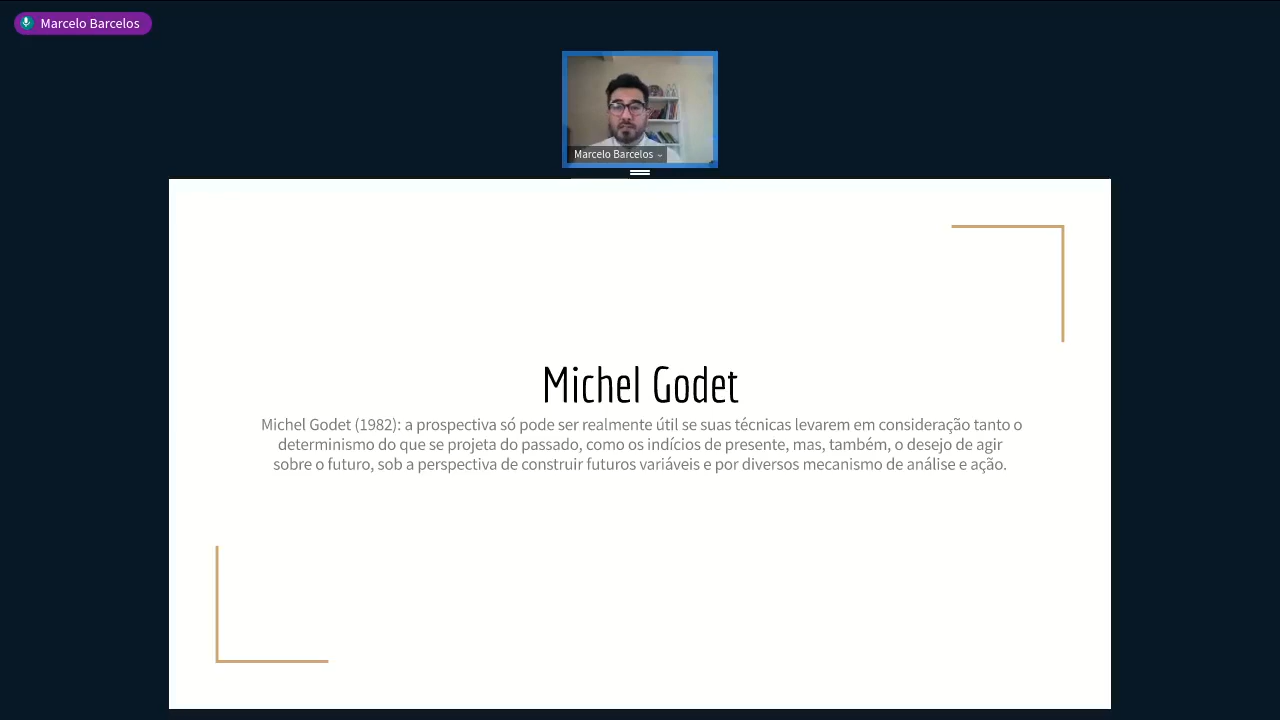 Marcelo Barcelos
Marcelo Barcelos
Michel Godet
Michel Godet (1982): a prospectiva só pode ser realmente útil se suas técnicas levarem em consideração tanto o
determinismo do que se projeta do passado, como os indícios de presente, mas, também, o desejo de agir
sobre o futuro, sob a perspectiva de construir futuros variáveis e por diversos mecanismo de análise e ação.